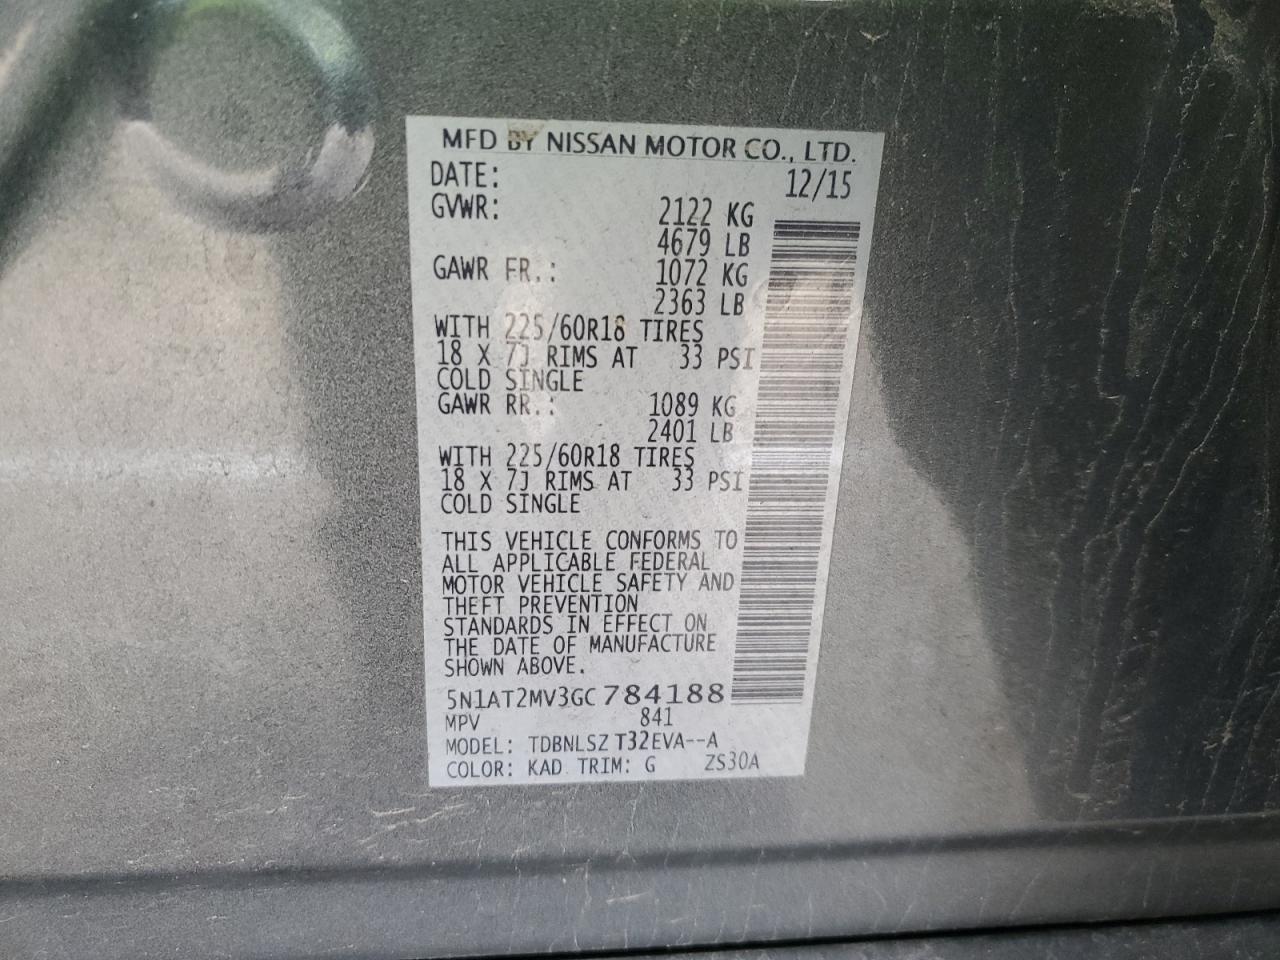 MFD BY NISSAN MOTOR CO., LTD.
DATE: 12/15
GVWR: 2122 KG
4679 LB
GAWR FR.: 1072 KG
2363 LB
WITH 225/60R18 TIRES
18 X 7J RIMS AT 33 PSI
COLD SINGLE
GAWR RR.: 1089 KG
2401 LB
WITH 225/60R18 TIRES
18 X 7J RIMS AT 33 PSI
COLD SINGLE
THIS VEHICLE CONFORMS TO
ALL APPLICABLE FEDERAL
MOTOR VEHICLE SAFETY AND
THEFT PREVENTION
STANDARDS IN EFFECT ON
THE DATE OF MANUFACTURE
SHOWN ABOVE.
5N1AT2MV3GC784188
MPV 841
MODEL: TDBNLSZ T32EVA--A
COLOR: KAD TRIM: G ZS30A